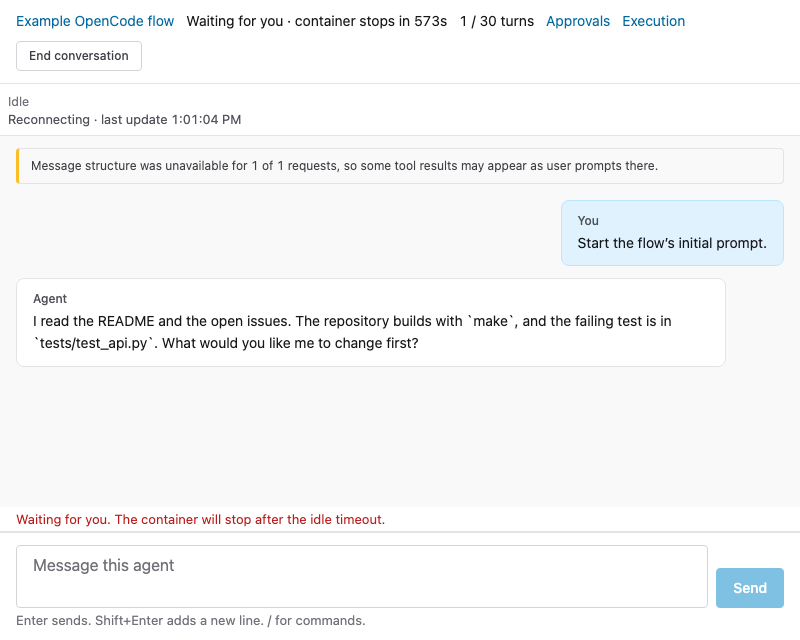 Example OpenCode flow Waiting for you · container stops in 573s 1 / 30 turns Approvals Execution
End conversation
Idle
Reconnecting · last update 1:01:04 PM
Message structure was unavailable for 1 of 1 requests, so some tool results may appear as user prompts there.
You
Start the flow’s initial prompt.
Agent
I read the README and the open issues. The repository builds with `make`, and the failing test is in
`tests/test_api.py`. What would you like me to change first?
Waiting for you. The container will stop after the idle timeout.
Message this agent
Send
Enter sends. Shift+Enter adds a new line. / for commands.